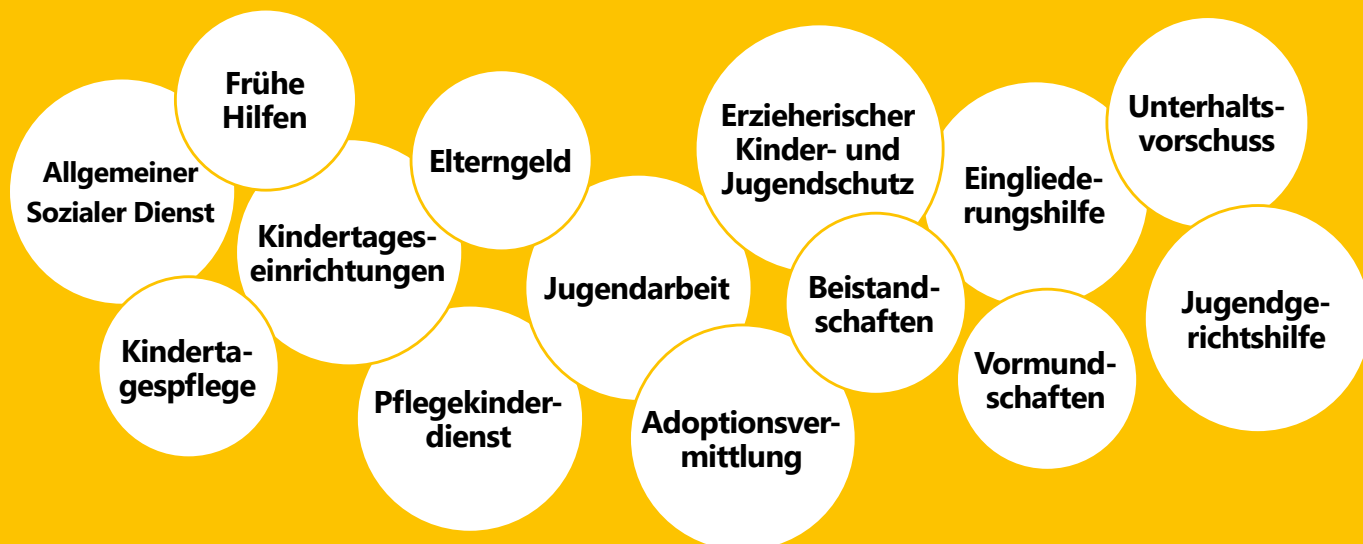 Frühe
Hilfen
Allgemeiner
Sozialer Dienst
Elterngeld
Kindertages-
einrichtungen
Kinderta-
gespflege
Pflegekinder-
dienst
Jugendarbeit
Erzieherischer
Kinder- und
Jugendschutz
Adoptionsver-
mittlung
Beistand-
schaften
Eingliede-
rungshilfe
Vormund-
schaften
Unterhalts-
vorschuss
Jugendge-
richtshilfe